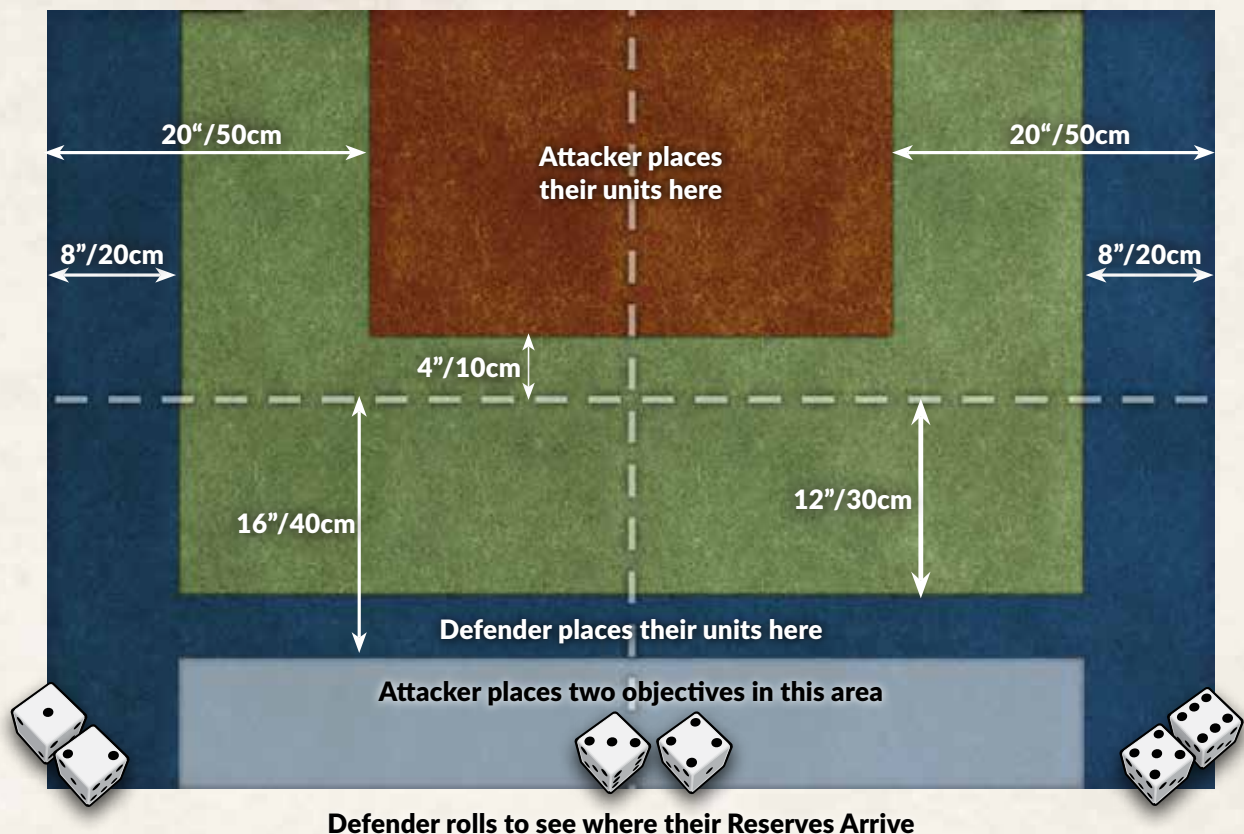 20“/50cm
20“/50cm
Attacker places
their units here
8”/20cm
8”/20cm
4”/10cm
12”/30cm
16”/40cm
Defender places their units here
Attacker places two objectives in this area
Defender rolls to see where their Reserves Arrive